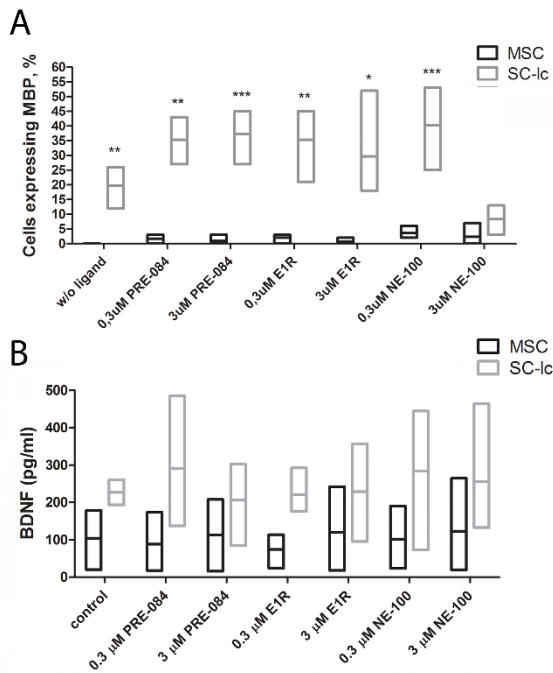 A
MSC
SC-lc
Cells expressing MBP, %
60
55
50
45
40
35
30
25
20
15
10
5
0
**
**
***
**
*
***
w/o ligand
0,3uM PRE-084
3uM PRE-084
0,3uM E1R
3uM E1R
0,3uM NE-100
3uM NE-100
B
MSC
SC-lc
BDNF (pg/ml)
500
400
300
200
100
0
control
0.3 μM PRE-084
3 μM PRE-084
0.3 μM E1R
3 μM E1R
0.3 μM NE-100
3 μM NE-100